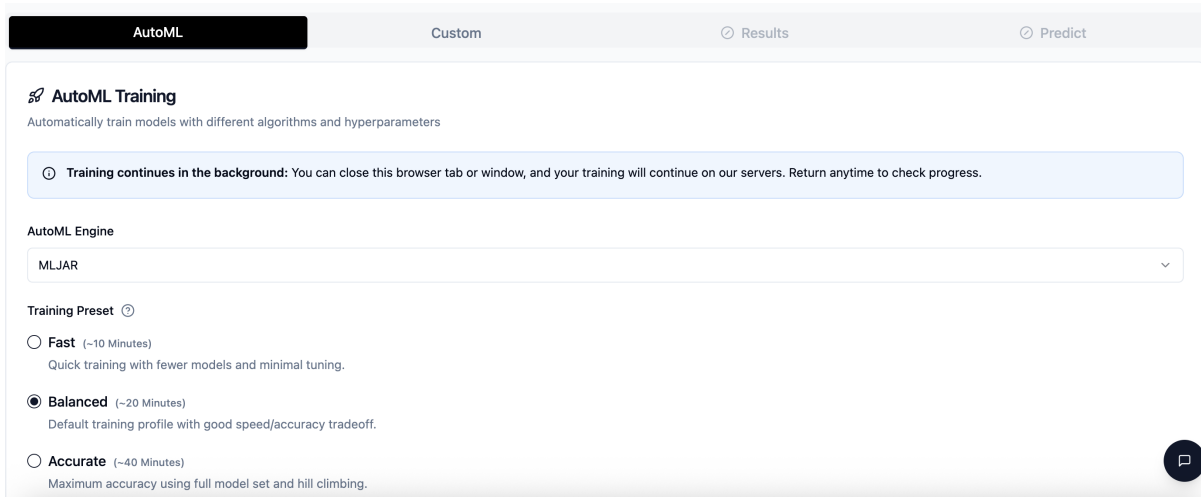 AutoML
Custom
Results
Predict
AutoML Training
Automatically train models with different algorithms and hyperparameters
Training continues in the background: You can close this browser tab or window, and your training will continue on our servers. Return anytime to check progress.
AutoML Engine
MLJAR
Training Preset
Fast (~10 Minutes)
Quick training with fewer models and minimal tuning.
Balanced (~20 Minutes)
Default training profile with good speed/accuracy tradeoff.
Accurate (~40 Minutes)
Maximum accuracy using full model set and hill climbing.